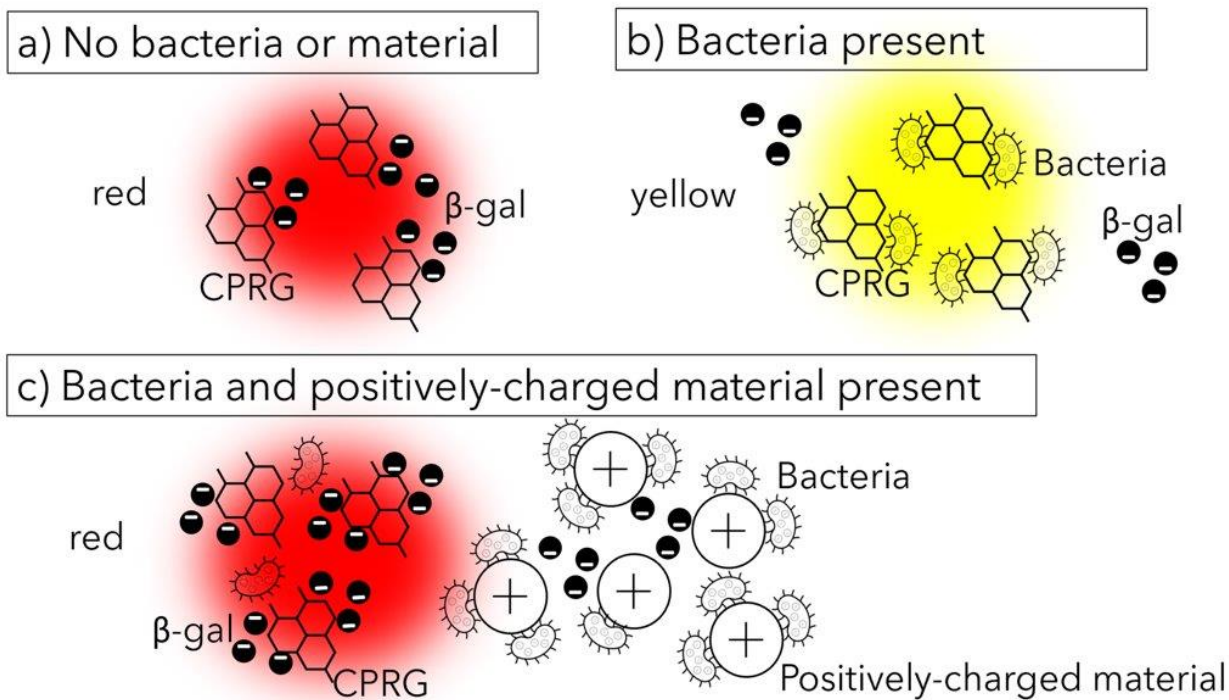 a) No bacteria or material
red
β-gal
CPRG
b) Bacteria present
yellow
Bacteria
β-gal
CPRG
c) Bacteria and positively-charged material present
red
β-gal
CPRG
Bacteria
Positively-charged material